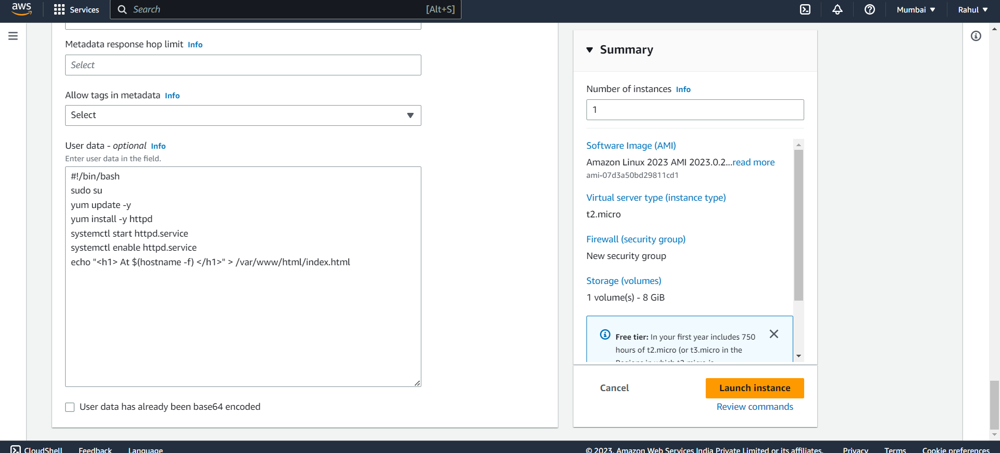 aws
Services
Search
[Alt+S]
Mumbai ▼
Rahul ▼
Metadata response hop limit Info
Select
Allow tags in metadata Info
Select
User data - optional Info
Enter user data in the field.
#!/bin/bash
sudo su
yum update -y
yum install -y httpd
systemctl start httpd.service
systemctl enable httpd.service
echo "<h1> At $(hostname -f) </h1>" > /var/www/html/index.html
User data has already been base64 encoded
Summary
Number of instances Info
1
Software Image (AMI)
Amazon Linux 2023 AMI 2023.0.2...read more
ami-07d3a50bd29811cd1
Virtual server type (instance type)
t2.micro
Firewall (security group)
New security group
Storage (volumes)
1 volume(s) - 8 GiB
Free tier: In your first year includes 750
hours of t2.micro (or t3.micro in the
Regions in which t2.micro is
Cancel
Launch instance
Review commands
CloudShell
Feedback
Language
© 2023, Amazon Web Services India Private Limited or its affiliates.
Privacy
Terms
Cookie preferences